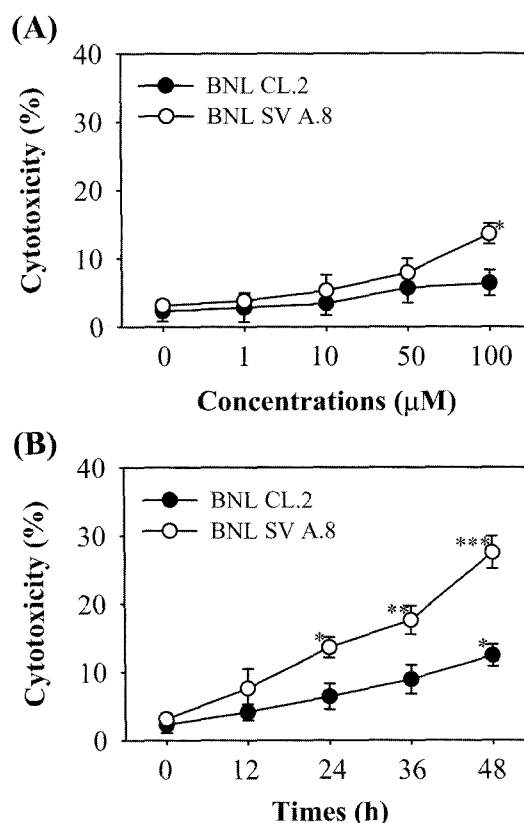 (A)
40
30
20
10
0
Cytotoxicity (%)
BNL CL.2
BNL SV A.8
*
0 1 10 50 100
Concentrations (μM)
(B)
40
30
20
10
0
Cytotoxicity (%)
BNL CL.2
BNL SV A.8
***
**
*
*
0 12 24 36 48
Times (h)